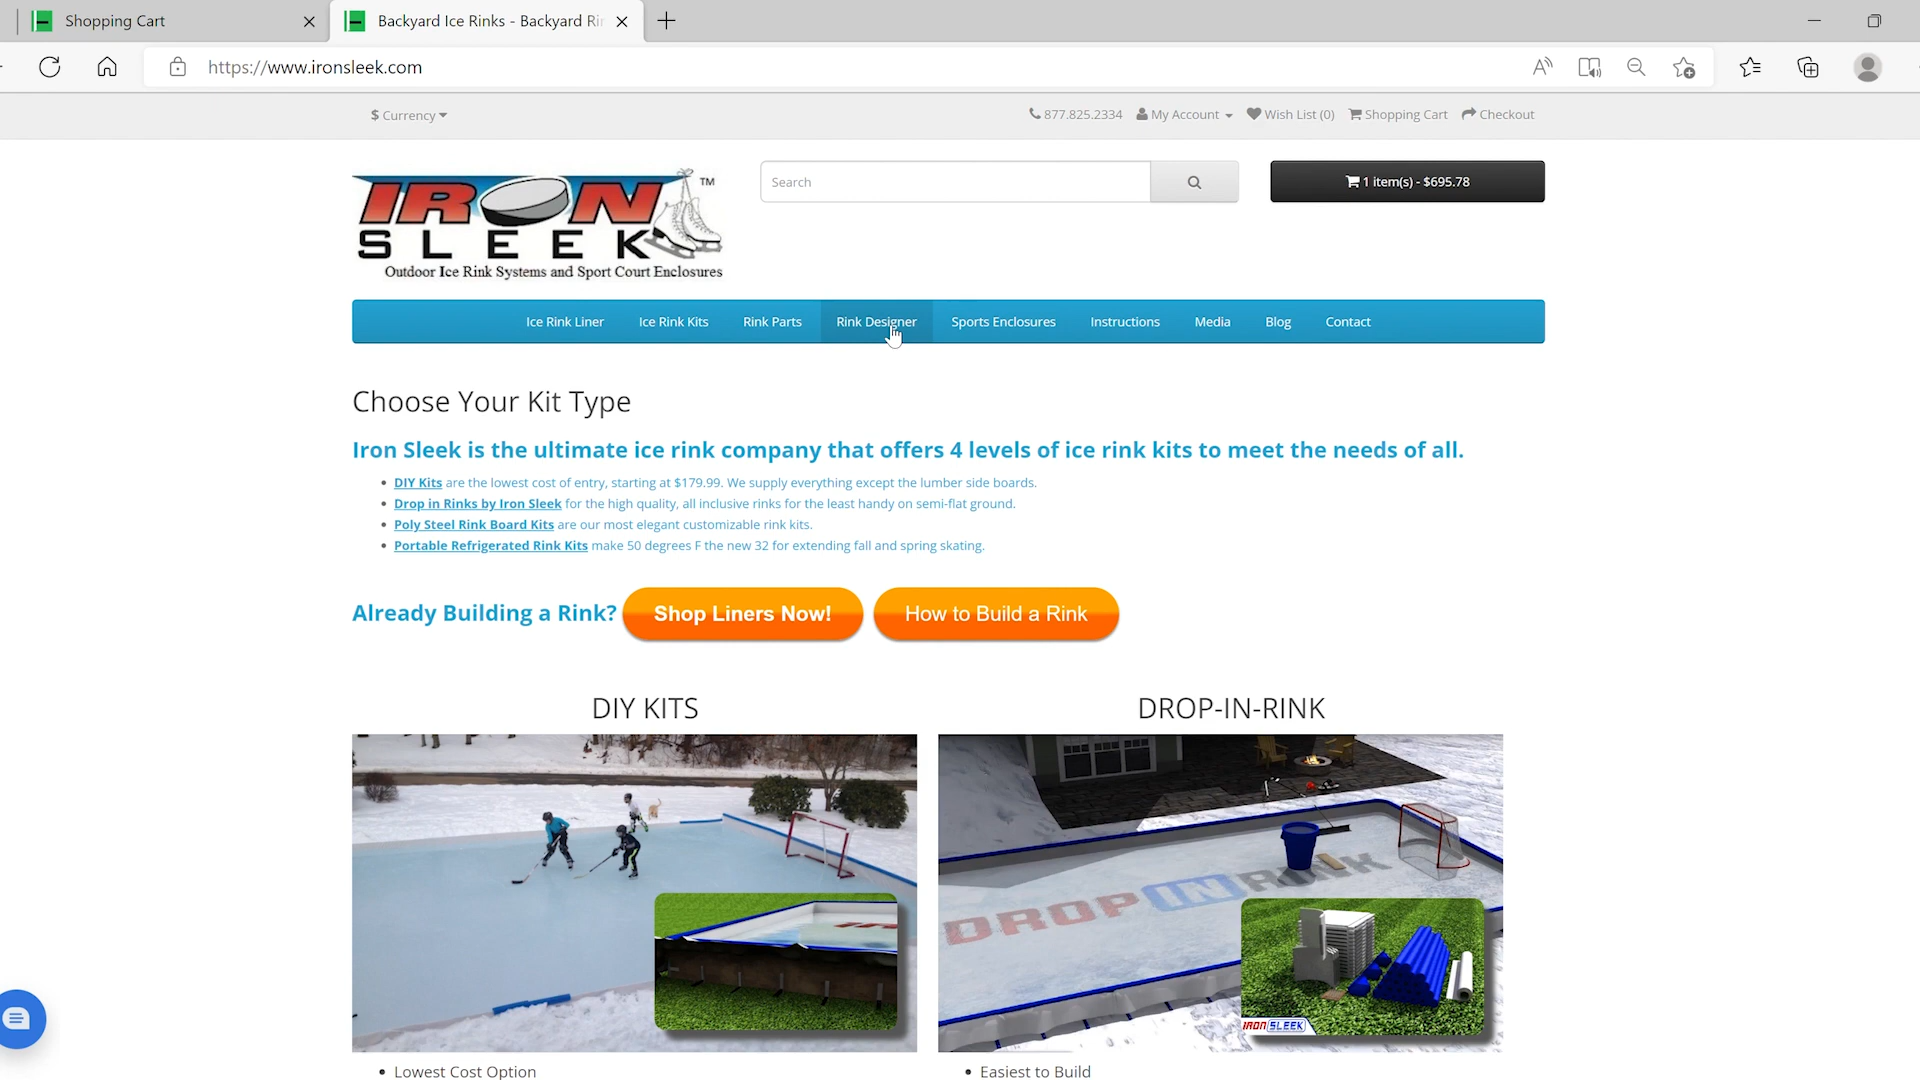 Shopping Cart
Backyard Ice Rinks - Backyard Ri
https://www.ironsleek.com
$ Currency
877.825.2334 My Account Wish List (0) Shopping Cart Checkout
IRON
SLEEK
TM
Outdoor Ice Rink Systems and Sport Court Enclosures
Search
1 item(s) - $695.78
Ice Rink Liner Ice Rink Kits Rink Parts Rink Designer Sports Enclosures Instructions Media Blog Contact
Choose Your Kit Type
Iron Sleek is the ultimate ice rink company that offers 4 levels of ice rink kits to meet the needs of all.
• DIY Kits are the lowest cost of entry, starting at $179.99. We supply everything except the lumber side boards.
• Drop in Rinks by Iron Sleek for the high quality, all inclusive rinks for the least handy on semi-flat ground.
• Poly Steel Rink Board Kits are our most elegant customizable rink kits.
• Portable Refrigerated Rink Kits make 50 degrees F the new 32 for extending fall and spring skating.
Already Building a Rink? Shop Liners Now! How to Build a Rink
DIY KITS
DROP-IN-RINK
DROP IN RINK
IRON SLEEK
• Lowest Cost Option
• Easiest to Build